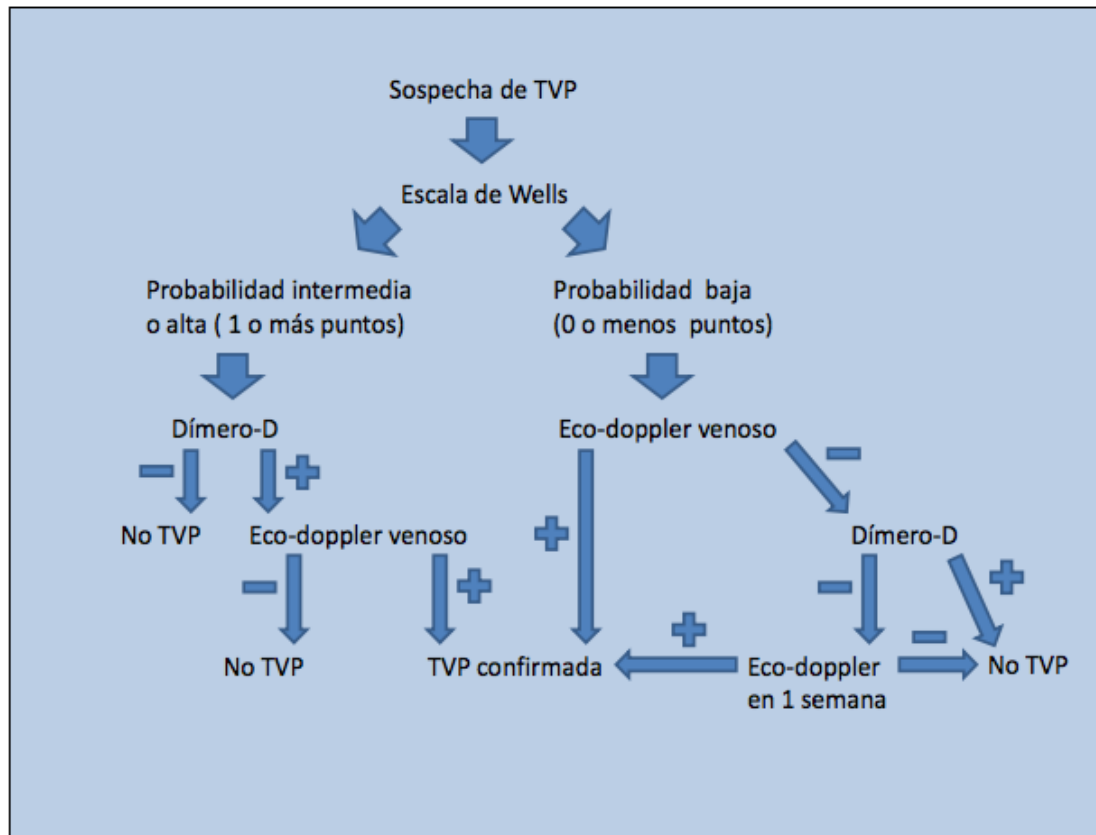 Sospecha de TVP
Escala de Wells
Probabilidad intermedia
o alta ( 1 o más puntos)
Probabilidad baja
(0 o menos puntos)
Dímero-D
Eco-doppler venoso
No TVP
Eco-doppler venoso
Dímero-D
No TVP
TVP confirmada
Eco-doppler
en 1 semana
No TVP